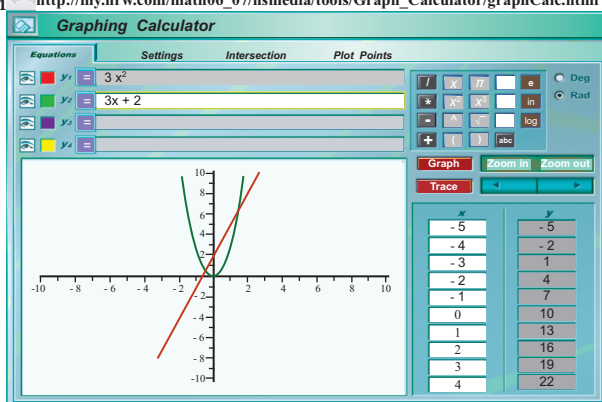 http://my.hrw.com/math06_07/nsmedia/tools/Graph_Calculator/graphCalc.html
Graphing Calculator
Equations Settings Intersection Plot Points
y₁ = 3 x²
y₂ = 3x + 2
y₃ =
y₄ =
/ x π e
* x² x³ in
- ^ √ log
+ ( ) abc
Deg
Rad
Graph Zoom in Zoom out
Trace
10
8
6
4
2
-10 - 8 - 6 - 4 - 2 0 2 4 6 8 10
- 2
- 4
- 6
- 8
-10
x y
- 5 - 5
- 4 - 2
- 3 1
- 2 4
- 1 7
0 10
1 13
2 16
3 19
4 22